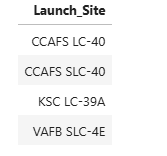 Launch_Site
CCAFS LC-40
CCAFS SLC-40
KSC LC-39A
VAFB SLC-4E